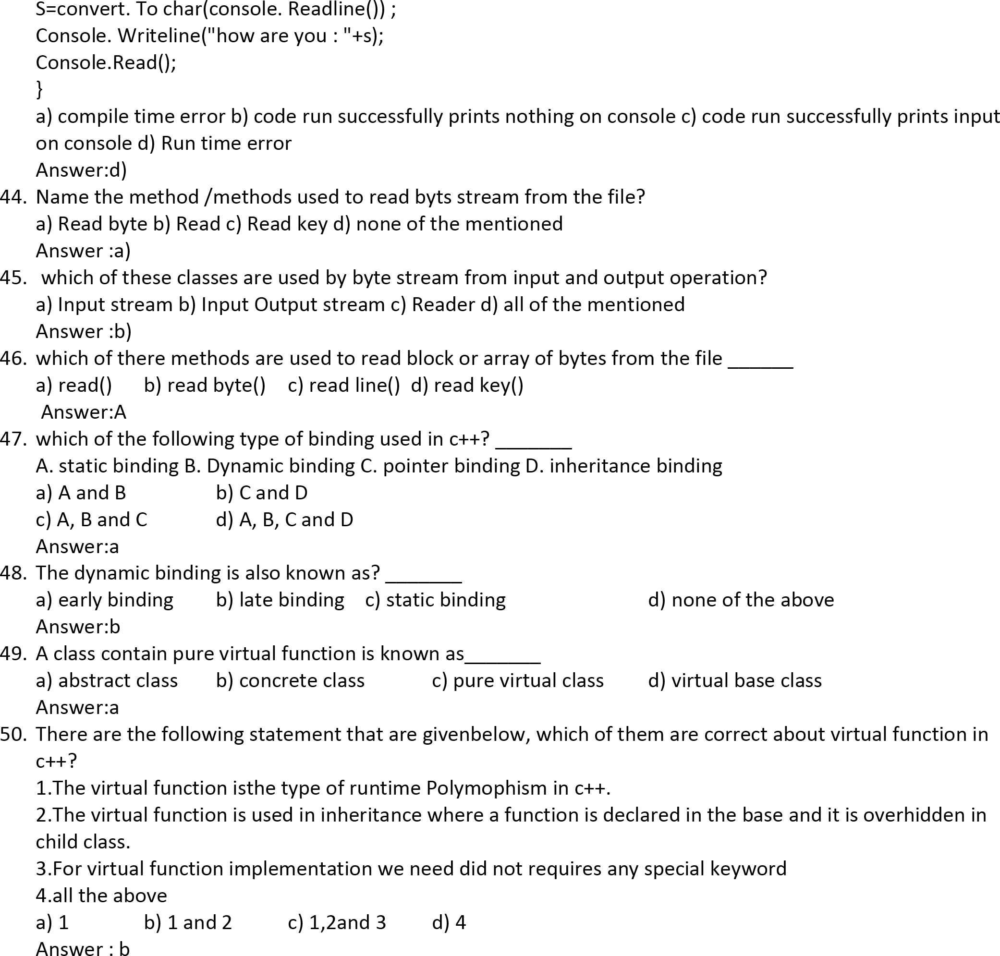 S=convert. To char(console. Readline()) ;
Console. Writeline("how are you : "+s);
Console.Read();
}
a) compile time error b) code run successfully prints nothing on console c) code run successfully prints input
on console d) Run time error
Answer:d)
44. Name the method /methods used to read byts stream from the file?
a) Read byte b) Read c) Read key d) none of the mentioned
Answer :a)
45. which of these classes are used by byte stream from input and output operation?
a) Input stream b) Input Output stream c) Reader d) all of the mentioned
Answer :b)
46. which of there methods are used to read block or array of bytes from the file ______
a) read() b) read byte() c) read line() d) read key()
Answer:A
47. which of the following type of binding used in c++? _______
A. static binding B. Dynamic binding C. pointer binding D. inheritance binding
a) A and B b) C and D
c) A, B and C d) A, B, C and D
Answer:a
48. The dynamic binding is also known as? _______
a) early binding b) late binding c) static binding d) none of the above
Answer:b
49. A class contain pure virtual function is known as_______
a) abstract class b) concrete class c) pure virtual class d) virtual base class
Answer:a
50. There are the following statement that are givenbelow, which of them are correct about virtual function in
c++?
1.The virtual function isthe type of runtime Polymophism in c++.
2.The virtual function is used in inheritance where a function is declared in the base and it is overhidden in
child class.
3.For virtual function implementation we need did not requires any special keyword
4.all the above
a) 1 b) 1 and 2 c) 1,2and 3 d) 4
Answer : b